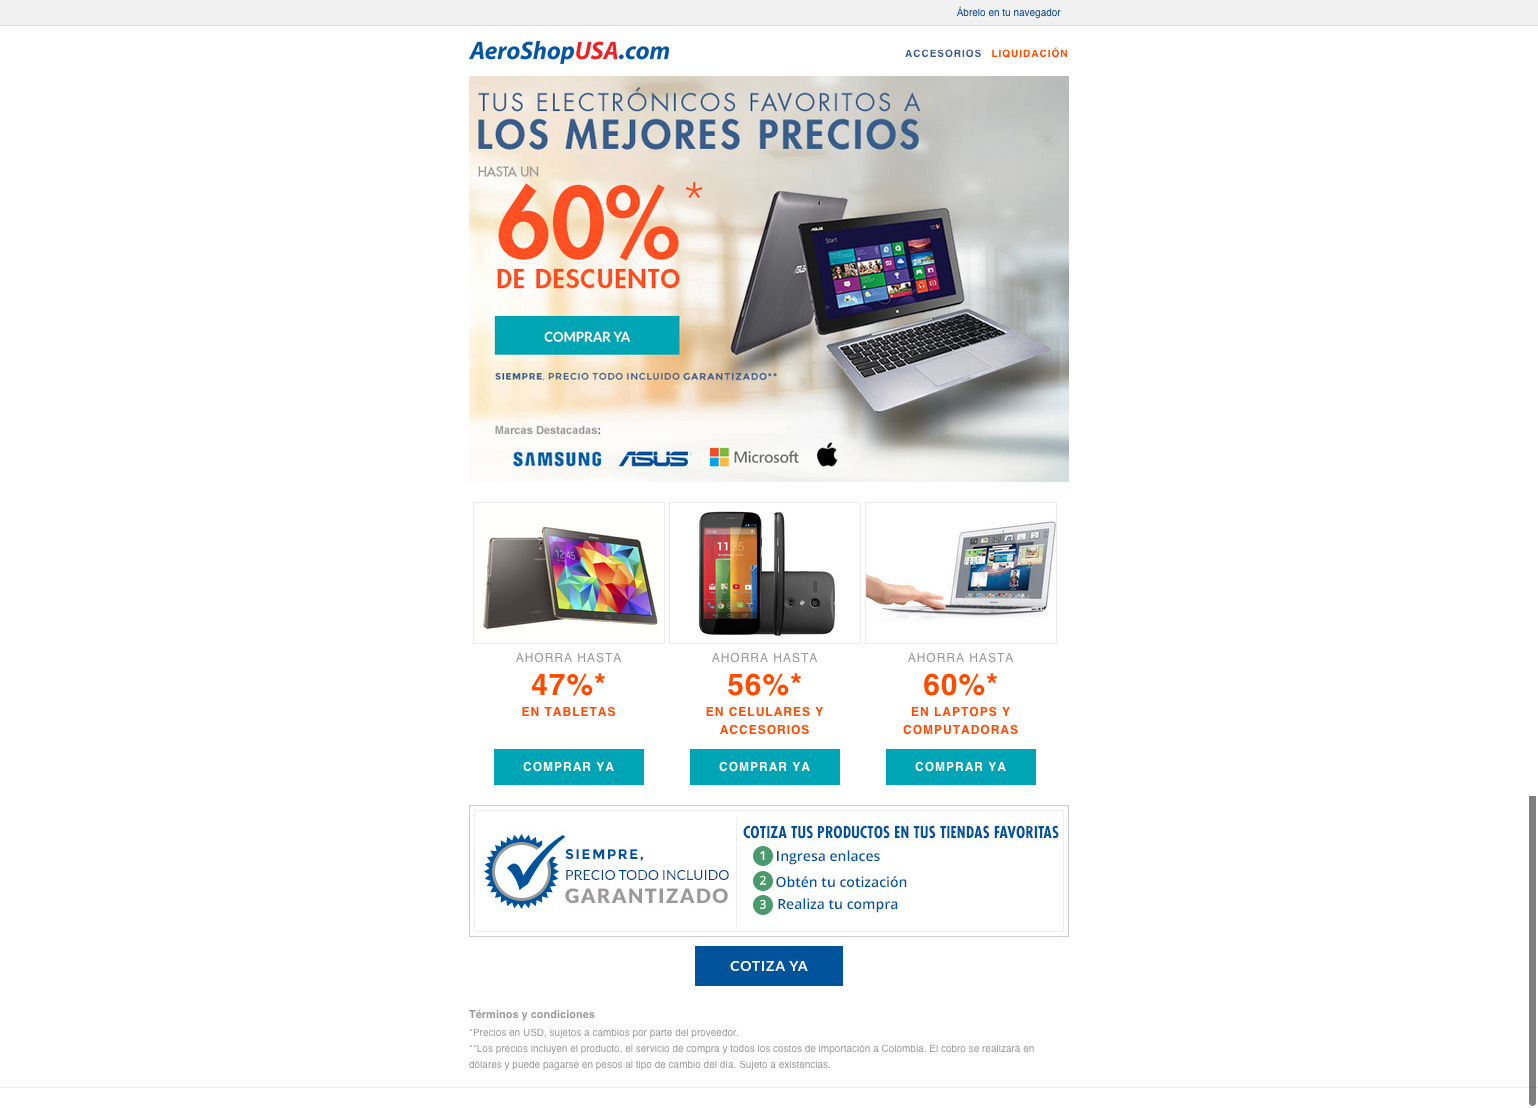 Ábrelo en tu navegador
AeroShopUSA.com
ACCESORIOS LIQUIDACIÓN
TUS ELECTRÓNICOS FAVORITOS A
LOS MEJORES PRECIOS
HASTA UN
60%*
DE DESCUENTO
COMPRAR YA
SIEMPRE, PRECIO TODO INCLUIDO GARANTIZADO**
ASUS
Start
Marcas Destacadas:
SAMSUNG ASUS Microsoft
12:45
11:35
AHORRA HASTA
47%*
EN TABLETAS
COMPRAR YA
AHORRA HASTA
56%*
EN CELULARES Y
ACCESORIOS
COMPRAR YA
AHORRA HASTA
60%*
EN LAPTOPS Y
COMPUTADORAS
COMPRAR YA
SIEMPRE,
PRECIO TODO INCLUIDO
GARANTIZADO
COTIZA TUS PRODUCTOS EN TUS TIENDAS FAVORITAS
1 Ingresa enlaces
2 Obtén tu cotización
3 Realiza tu compra
COTIZA YA
Términos y condiciones
*Precios en USD, sujetos a cambios por parte del proveedor.
**Los precios incluyen el producto, el servicio de compra y todos los costos de importación a Colombia. El cobro se realizará en
dólares y puede pagarse en pesos al tipo de cambio del día. Sujeto a existencias.